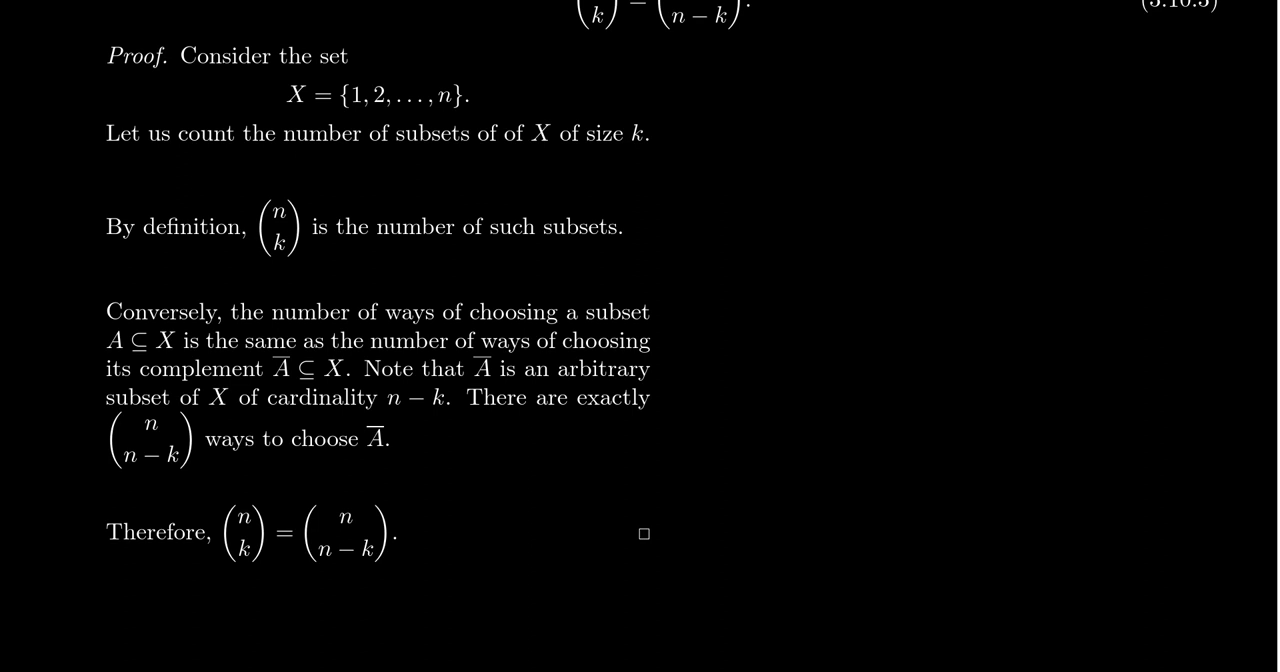 (n k) = (n n − k). (3.10.3)
Proof. Consider the set
X = {1, 2, . . . , n}.
Let us count the number of subsets of of X of size k.
By definition, (n k) is the number of such subsets.
Conversely, the number of ways of choosing a subset
A ⊆ X is the same as the number of ways of choosing
its complement A̅ ⊆ X. Note that A̅ is an arbitrary
subset of X of cardinality n − k. There are exactly
(n n − k) ways to choose A̅.
Therefore, (n k) = (n n − k). □